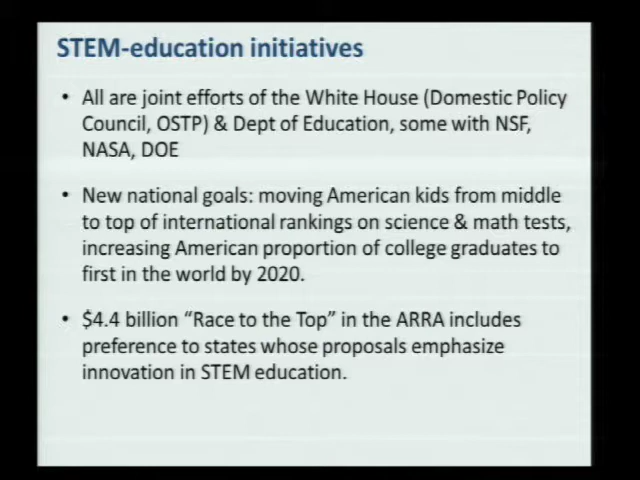 STEM-education initiatives
• All are joint efforts of the White House (Domestic Policy
Council, OSTP) & Dept of Education, some with NSF,
NASA, DOE
• New national goals: moving American kids from middle
to top of international rankings on science & math tests,
increasing American proportion of college graduates to
first in the world by 2020.
• $4.4 billion “Race to the Top” in the ARRA includes
preference to states whose proposals emphasize
innovation in STEM education.